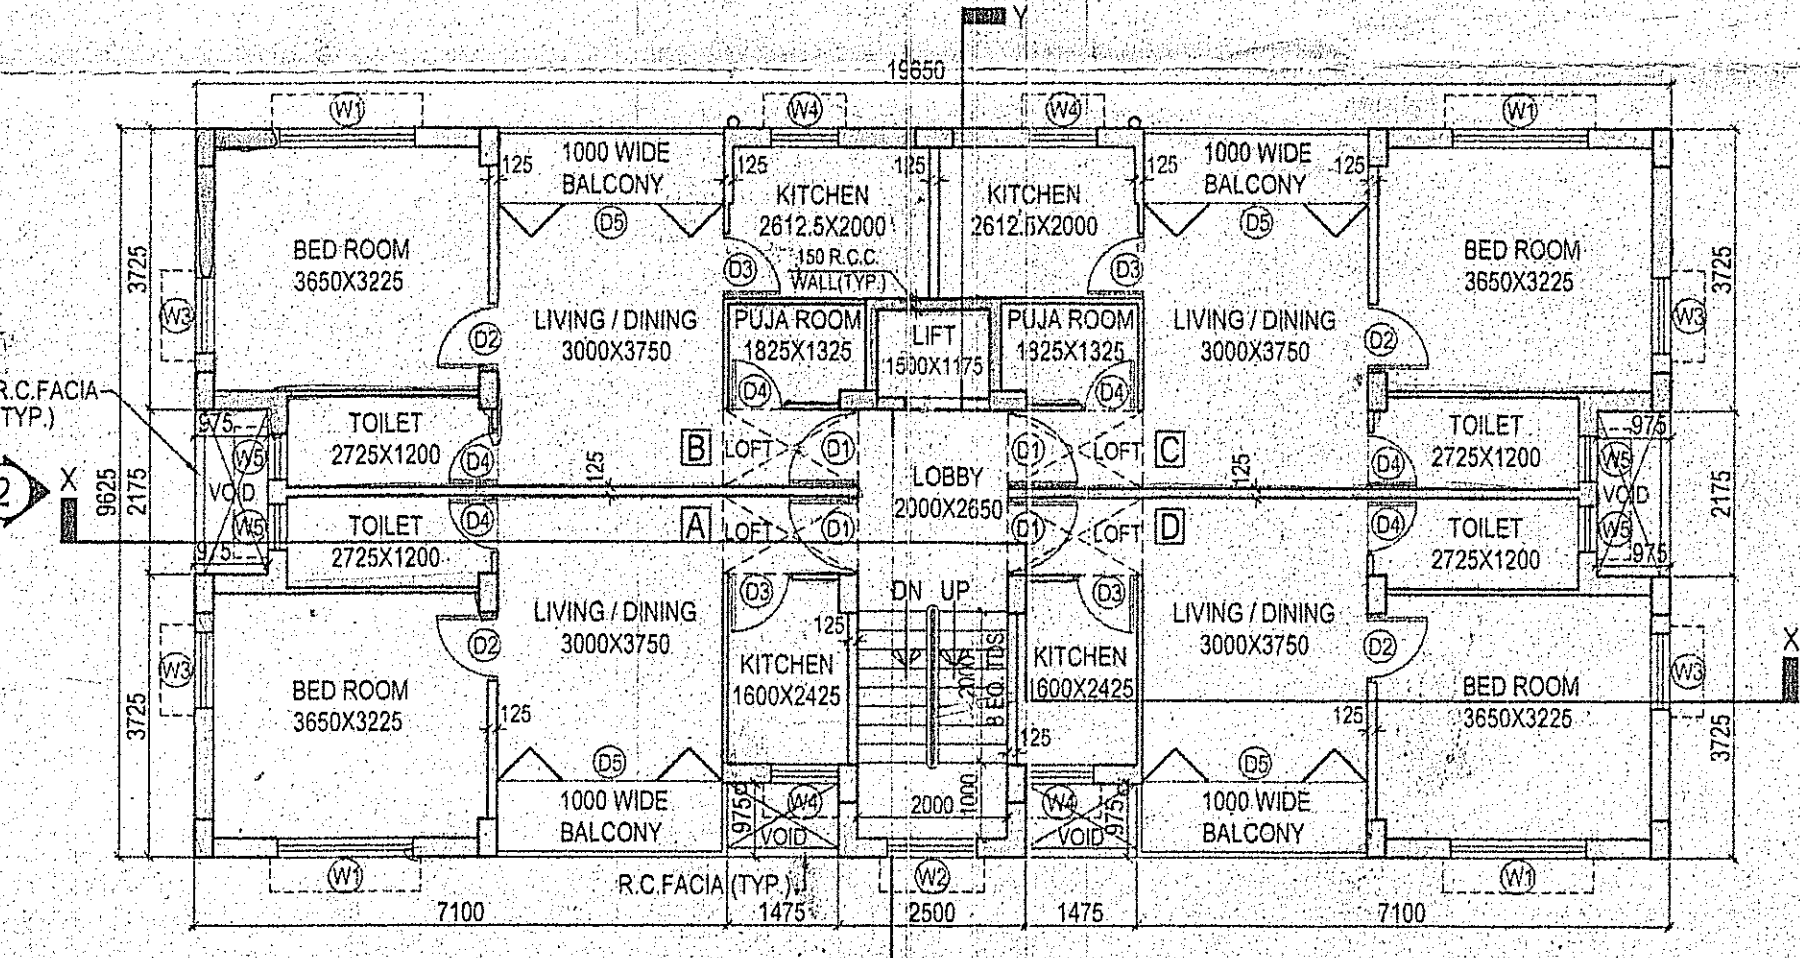 Y
19650
W1
W4
W4
W1
125
1000 WIDE
BALCONY
125
125
125
1000 WIDE
BALCONY
125
KITCHEN
2612.5X2000
KITCHEN
2612.5X2000
D5
D5
BED ROOM
3650X3225
BED ROOM
3650X3225
3725
3725
D3
150 R.C.C.
WALL(TYP.)
D3
W3
W3
LIVING / DINING
3000X3750
PUJA ROOM
1825X1325
LIFT
1500X1175
PUJA ROOM
1825X1325
LIVING / DINING
3000X3750
D2
D2
R.C.FACIA
TYP.)
D4
D4
975
TOILET
2725X1200
TOILET
2725X1200
975
W5
D4
125
B
LOFT
D1
D1
LOFT
C
125
D4
W5
2
X
9625
2175
VOID
LOBBY
2000X2650
VOID
2175
W5
TOILET
2725X1200
D4
A
LOFT
D1
D1
LOFT
D
D4
TOILET
2725X1200
W5
975
975
DN
UP
D3
D3
LIVING / DINING
3000X3750
125
LIVING / DINING
3000X3750
D2
D2
X
W3
W3
KITCHEN
1600X2425
2000
KITCHEN
1600X2425
BED ROOM
3650X3225
BED ROOM
3650X3225
3725
3725
125
125
125
D5
D5
1000 WIDE
BALCONY
975
W4
VOID
2000
1000
W4
VOID
975
1000 WIDE
BALCONY
W1
R.C.FACIA (TYP.)
W2
W1
7100
1475
2500
1475
7100